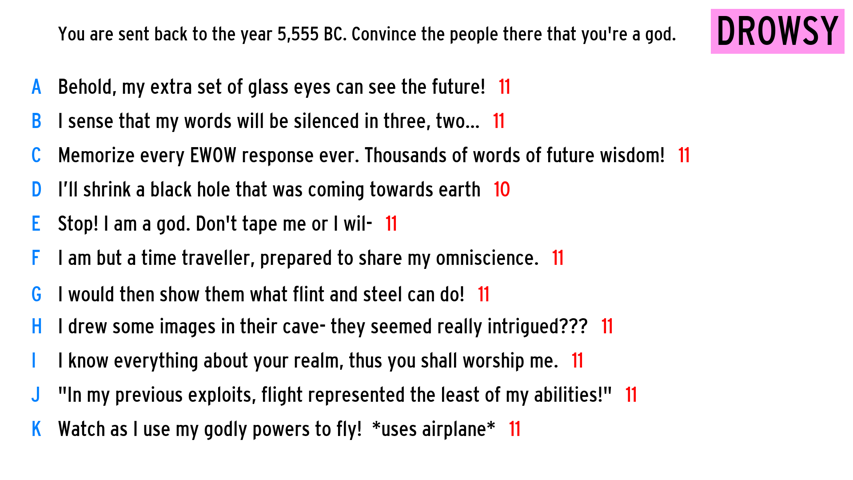 You are sent back to the year 5,555 BC. Convince the people there that you're a god.
DROWSY
A Behold, my extra set of glass eyes can see the future! 11
B I sense that my words will be silenced in three, two... 11
C Memorize every EWOW response ever. Thousands of words of future wisdom! 11
D I’ll shrink a black hole that was coming towards earth 10
E Stop! I am a god. Don't tape me or I wil- 11
F I am but a time traveller, prepared to share my omniscience. 11
G I would then show them what flint and steel can do! 11
H I drew some images in their cave- they seemed really intrigued??? 11
I I know everything about your realm, thus you shall worship me. 11
J "In my previous exploits, flight represented the least of my abilities!" 11
K Watch as I use my godly powers to fly! *uses airplane* 11